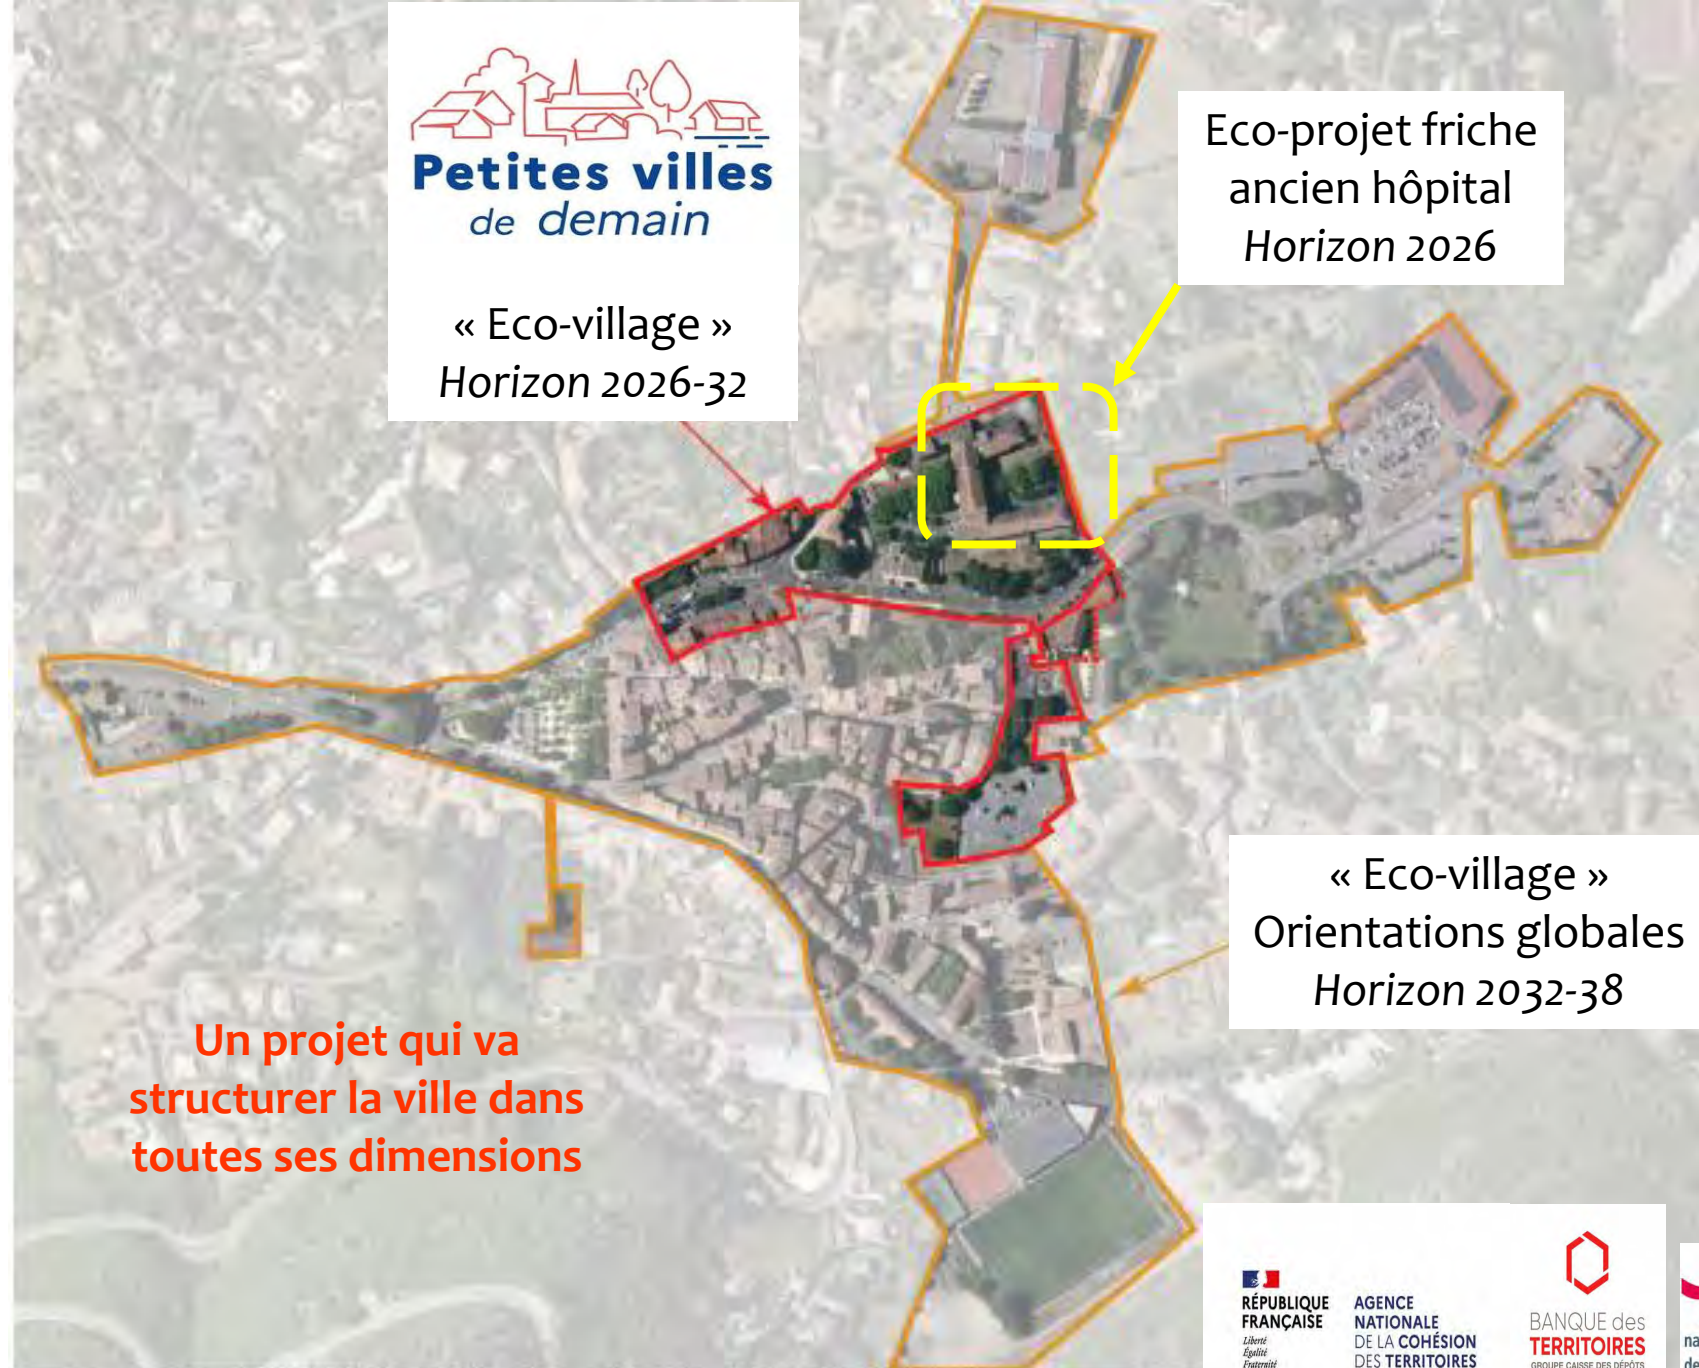 Petites villes
de demain
« Eco-village »
Horizon 2026-32
Eco-projet friche
ancien hôpital
Horizon 2026
« Eco-village »
Orientations globales
Horizon 2032-38
Un projet qui va
structurer la ville dans
toutes ses dimensions
RÉPUBLIQUE
FRANÇAISE
Liberté
Égalité
Fraternité
AGENCE
NATIONALE
DE LA COHÉSION
DES TERRITOIRES
BANQUE des
TERRITOIRES
GROUPE CAISSE DES DÉPÔTS